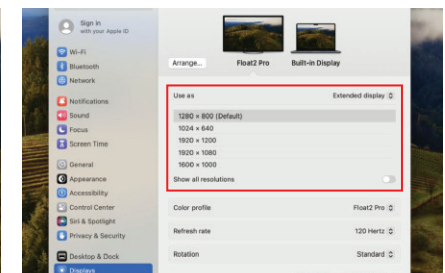 Sign in
with your Apple ID
Wi-Fi
Bluetooth
Network
Notifications
Sound
Focus
Screen Time
General
Appearance
Accessibility
Control Center
Siri & Spotlight
Privacy & Security
Desktop & Dock
Displays
Arrange...
Float2 Pro
Built-in Display
Use as
Extended display
1280 × 800 (Default)
1024 × 640
1920 × 1200
1920 × 1080
1600 × 1000
Show all resolutions
Color profile
Float2 Pro
Refresh rate
120 Hertz
Rotation
Standard